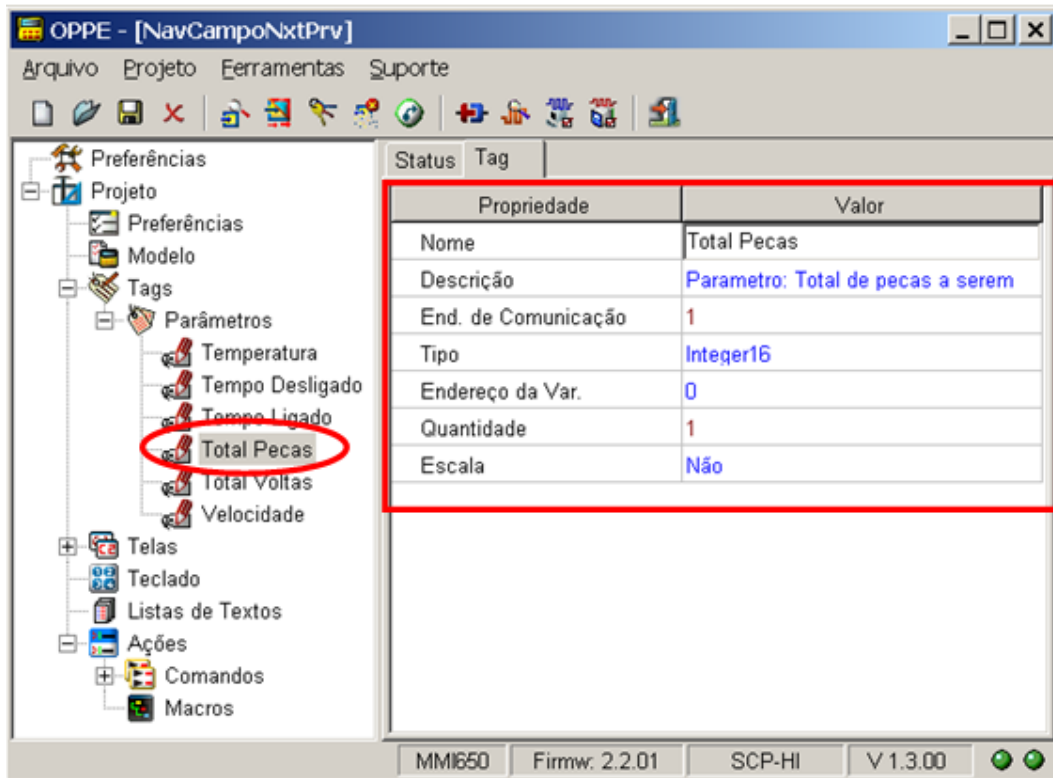 OPPE - [NavCampoNxtPrv]
Arquivo Projeto Ferramentas Suporte
Preferências
Projeto
Preferências
Modelo
Tags
Parâmetros
Temperatura
Tempo Desligado
Tempo Ligado
Total Pecas
Total Voltas
Velocidade
Telas
Teclado
Listas de Textos
Ações
Comandos
Macros
Status Tag
Propriedade Valor
Nome Total Pecas
Descrição Parametro: Total de pecas a serem
End. de Comunicação 1
Tipo Integer16
Endereço da Var. 0
Quantidade 1
Escala Não
MMI650 Firmw: 2.2.01 SCP-HI V 1.3.00